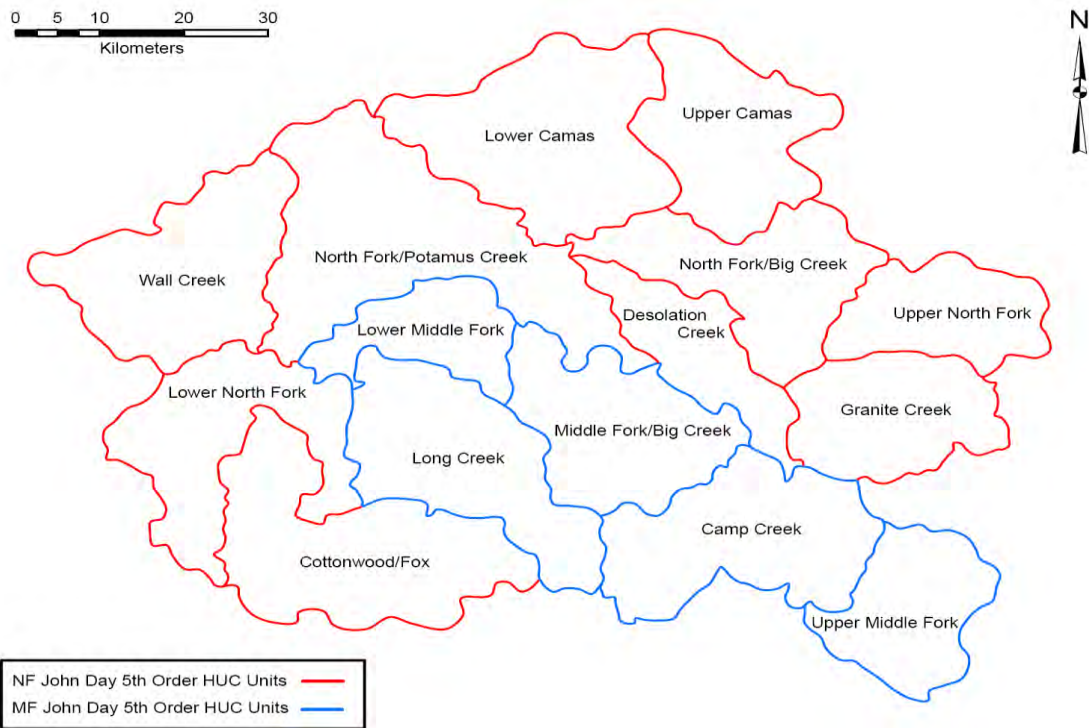 0 5 10 20 30
Kilometers
N
Lower Camas
Upper Camas
Wall Creek
North Fork/Potamus Creek
North Fork/Big Creek
Desolation
Creek
Upper North Fork
Lower Middle Fork
Lower North Fork
Granite Creek
Middle Fork/Big Creek
Long Creek
Camp Creek
Cottonwood/Fox
Upper Middle Fork
NF John Day 5th Order HUC Units
MF John Day 5th Order HUC Units